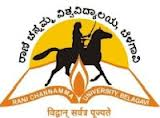 ರಾಣಿ ಚನ್ನಮ್ಮ ವಿಶ್ವವಿದ್ಯಾಲಯ, ಬೆಳಗಾವಿ
RANI CHANNAMMA UNIVERSITY, BELAGAVI
विद्वान् सर्वत्र पूज्यते